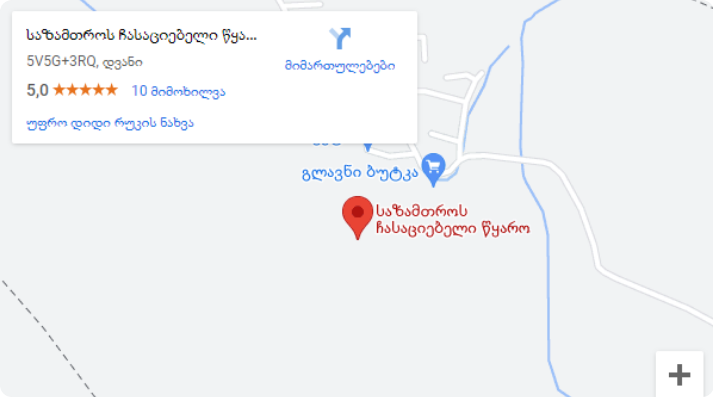 საზამთროს ჩასაციებელი წყა...
5V5G+3RQ, დვანი
მიმართულებები
5,0
10 მიმოხილვა
უფრო დიდი რუკის ნახვა
გლავნი ბუტკა
საზამთროს
ჩასაციებელი წყარო